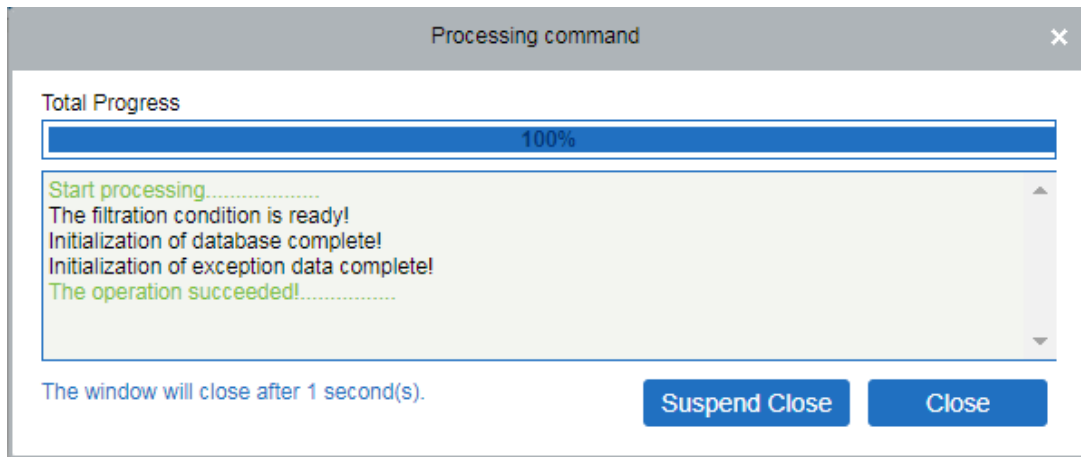 Processing command
Total Progress
100%
Start processing...................
The filtration condition is ready!
Initialization of database complete!
Initialization of exception data complete!
The operation succeeded!................
The window will close after 1 second(s).
Suspend Close
Close